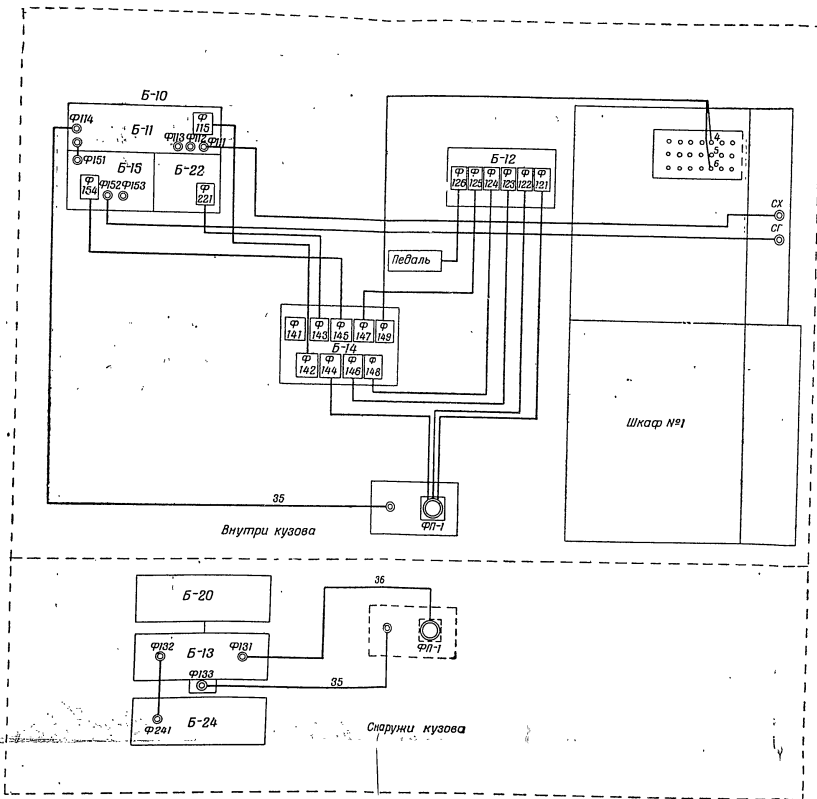 Б-10
Ф114
Б-11
Ф
115
Ф113
Ф112
Ф111
Ф151
Б-15
Б-22
Ф
154
Ф152
Ф153
Ф
221
Б-12
Ф
126
Ф
125
Ф
124
Ф
123
Ф
122
Ф
121
4
5
6
СХ
СГ
Педаль
Ф
141
Ф
143
Ф
145
Ф
147
Ф
149
Б-14
Ф
142
Ф
144
Ф
146
Ф
148
Шкаф №1
35
ФП-1
Внутри кузова
Б-20
36
Ф132
Б-13
Ф131
ФП-1
Ф133
35
Б-24
Ф241
Снаружи кузова